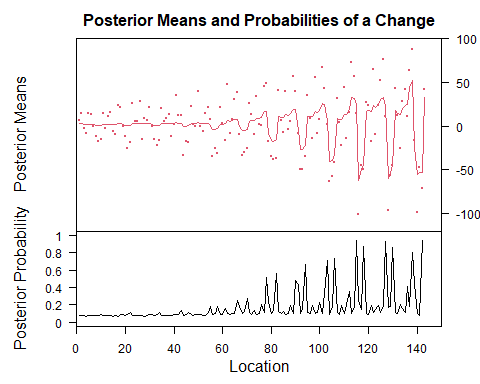 Posterior Means and Probabilities of a Change
Posterior Means
100
50
0
-50
-100
Posterior Probability
1
0.8
0.6
0.4
0.2
0
0 20 40 60 80 100 120 140
Location